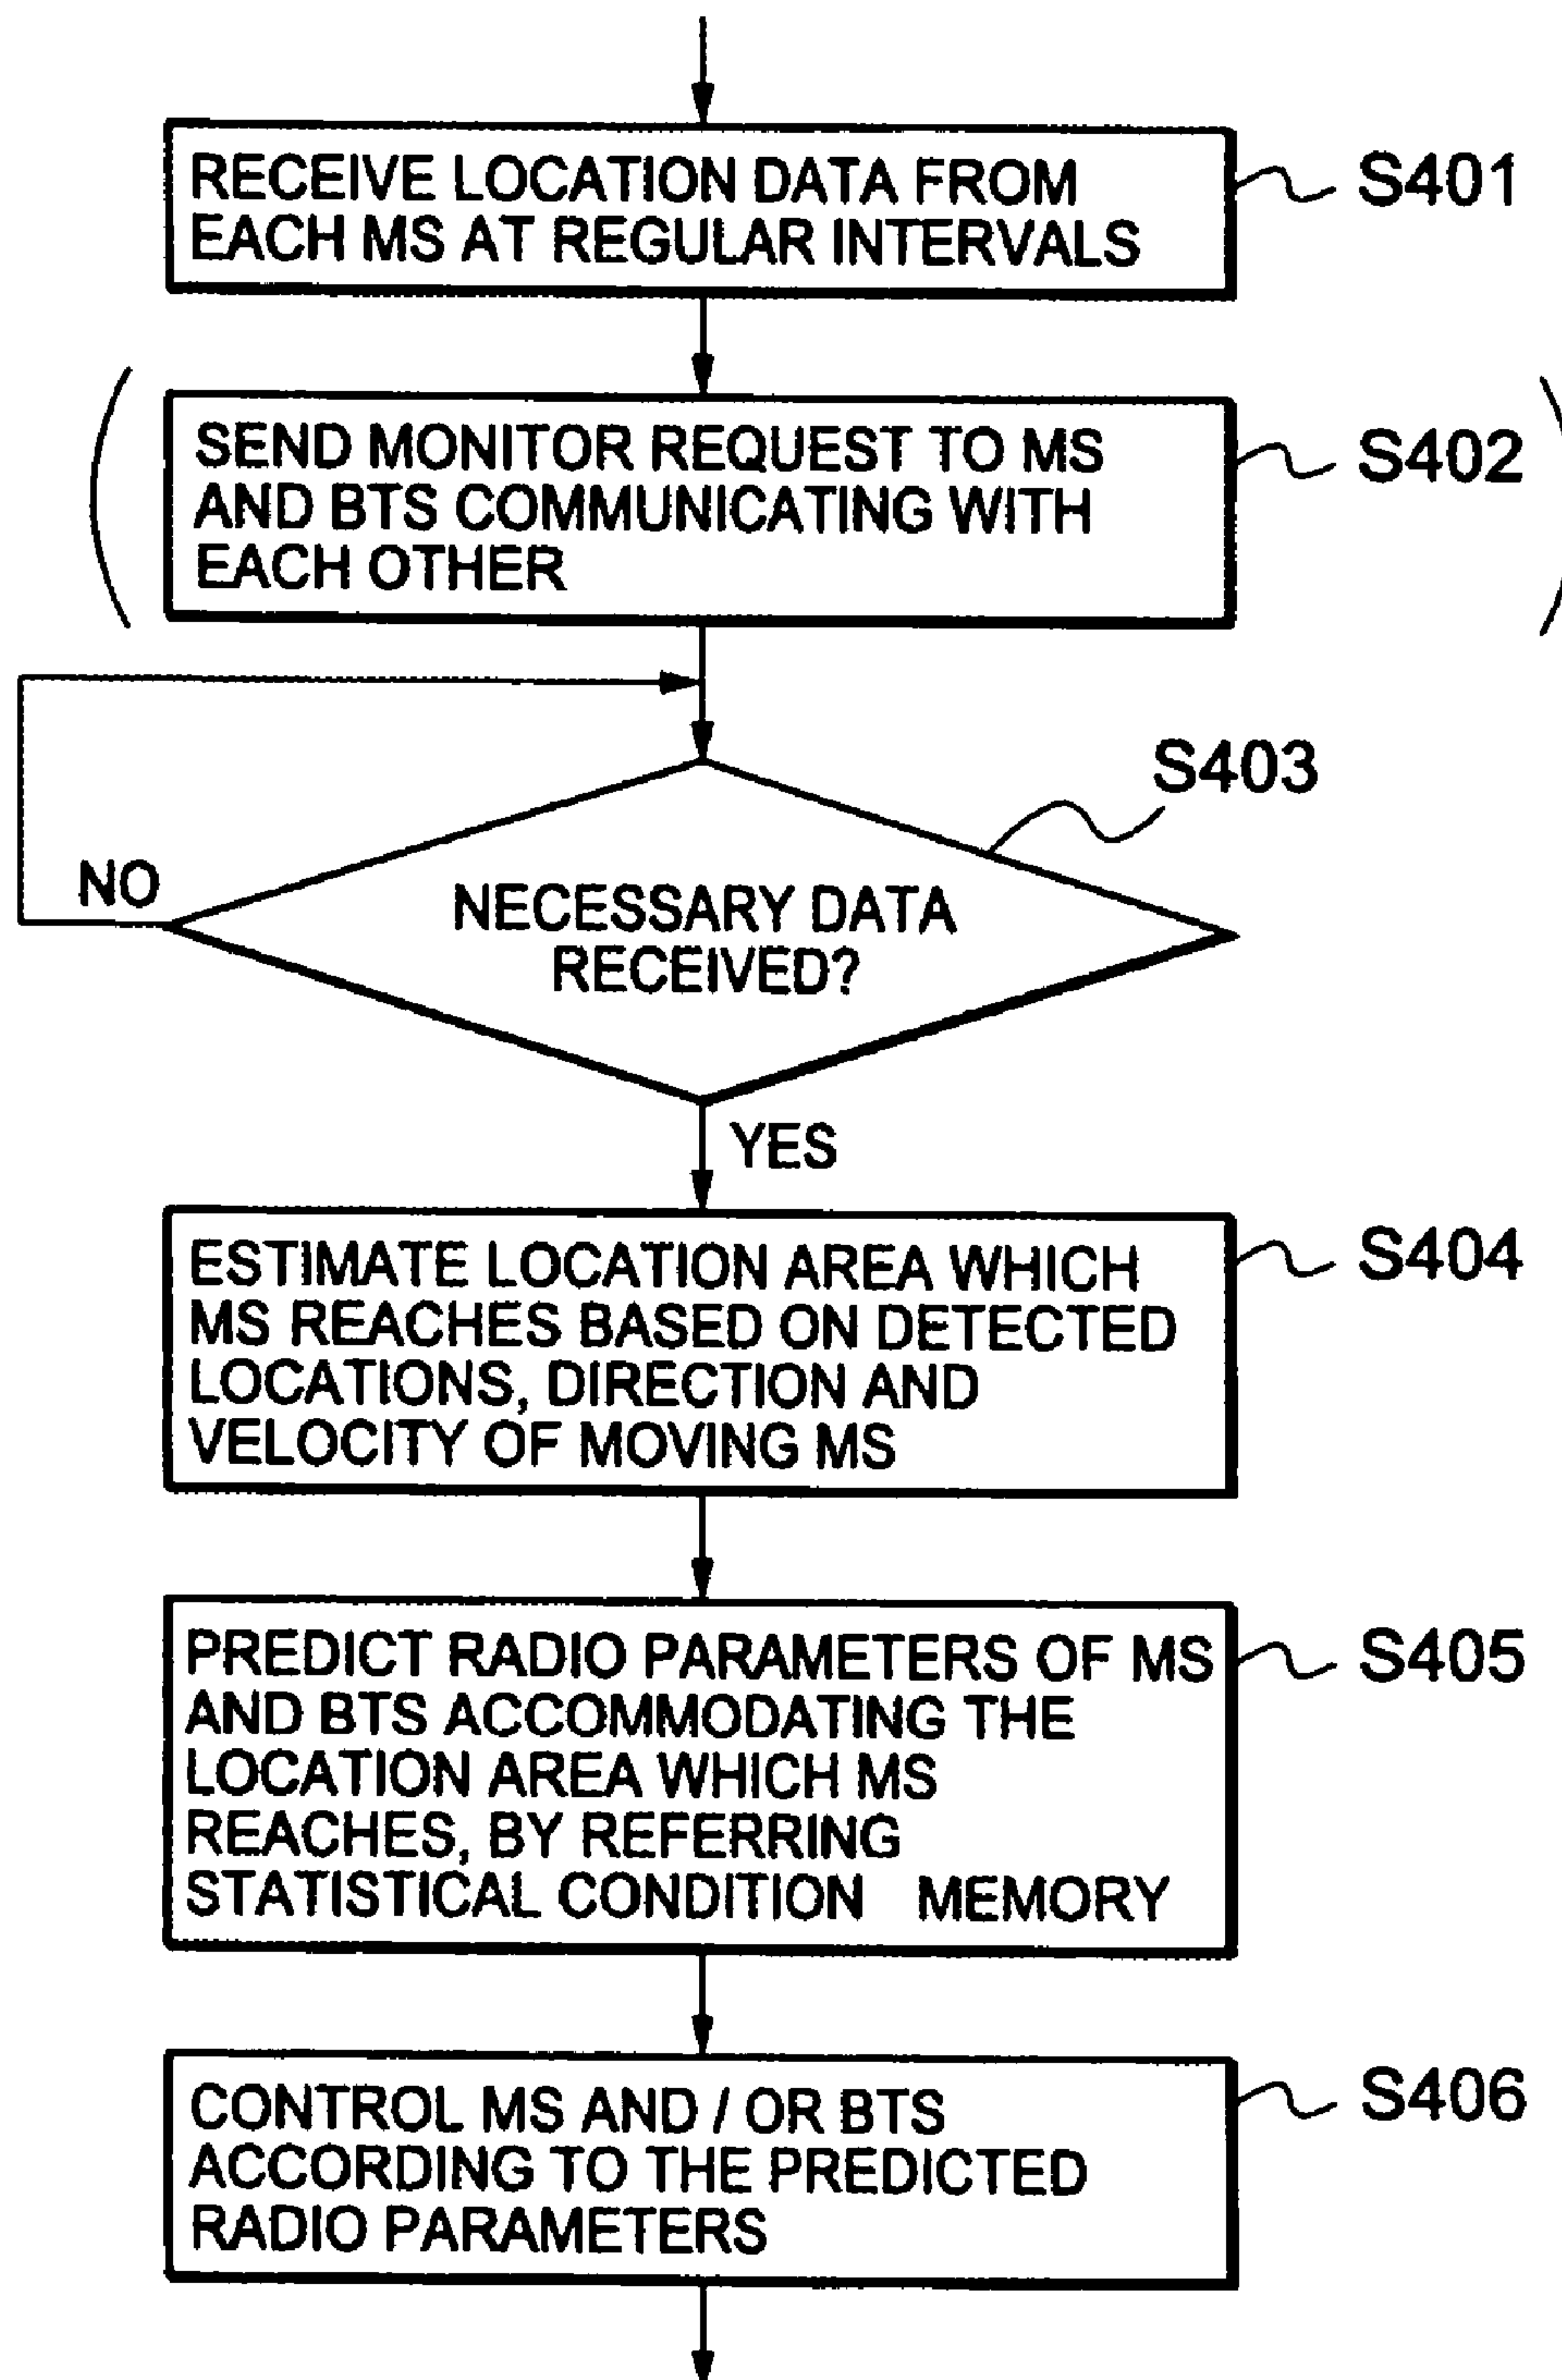 RECEIVE LOCATION DATA FROM
EACH MS AT REGULAR INTERVALS
S401
SEND MONITOR REQUEST TO MS
AND BTS COMMUNICATING WITH
EACH OTHER
S402
S403
NO
NECESSARY DATA
RECEIVED?
YES
ESTIMATE LOCATION AREA WHICH
MS REACHES BASED ON DETECTED
LOCATIONS, DIRECTION AND
VELOCITY OF MOVING MS
S404
PREDICT RADIO PARAMETERS OF MS
AND BTS ACCOMMODATING THE
LOCATION AREA WHICH MS
REACHES, BY REFERRING
STATISTICAL CONDITION MEMORY
S405
CONTROL MS AND / OR BTS
ACCORDING TO THE PREDICTED
RADIO PARAMETERS
S406